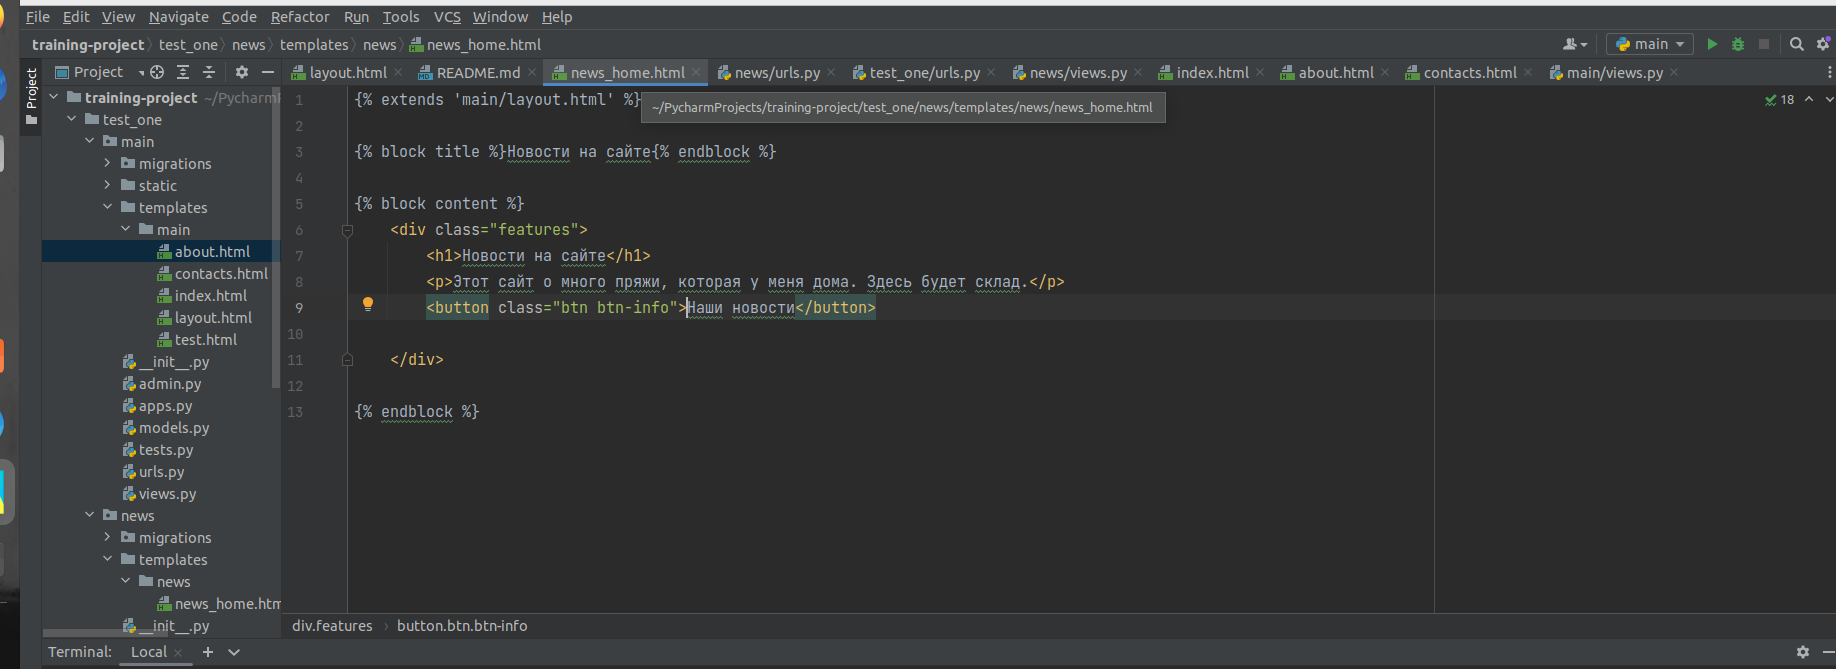 File Edit View Navigate Code Refactor Run Tools VCS Window Help
training-project test_one news templates news news_home.html main
Project
Project
layout.html README.md news_home.html news/urls.py test_one/urls.py news/views.py index.html about.html contacts.html main/views.py
training-project ~/Pycharm
test_one
main
migrations
static
templates
main
about.html
contacts.html
index.html
layout.html
test.html
__init__.py
admin.py
apps.py
models.py
tests.py
urls.py
views.py
news
migrations
templates
news
news_home.htm
__init__.py
1 {% extends 'main/layout.html' %}
~/PycharmProjects/training-project/test_one/news/templates/news/news_home.html
18
2
3 {% block title %}Новости на сайте{% endblock %}
4
5 {% block content %}
6 <div class="features">
7 <h1>Новости на сайте</h1>
8 <p>Этот сайт о много пряжи, которая у меня дома. Здесь будет склад.</p>
9 <button class="btn btn-info">Наши новости</button>
10
11 </div>
12
13 {% endblock %}
div.features button.btn.btn-info
Terminal: Local